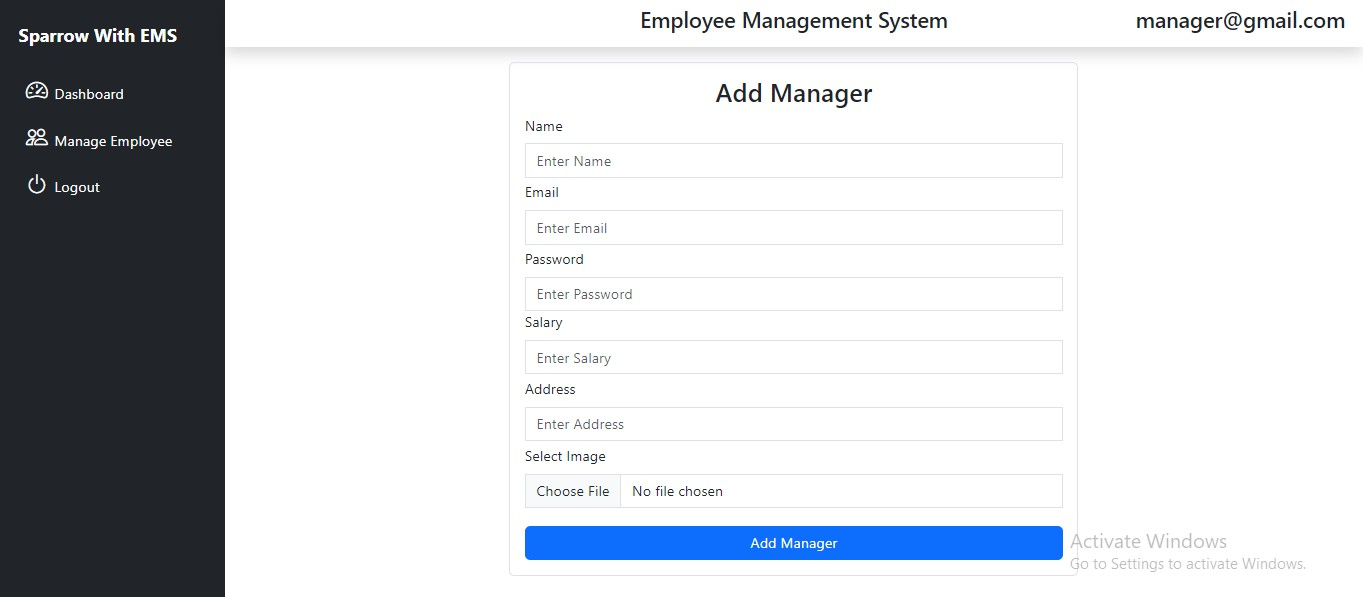 Sparrow With EMS
Dashboard
Manage Employee
Logout
Employee Management System
manager@gmail.com
Add Manager
Name
Enter Name
Email
Enter Email
Password
Enter Password
Salary
Enter Salary
Address
Enter Address
Select Image
Choose File No file chosen
Add Manager
Activate Windows
Go to Settings to activate Windows.